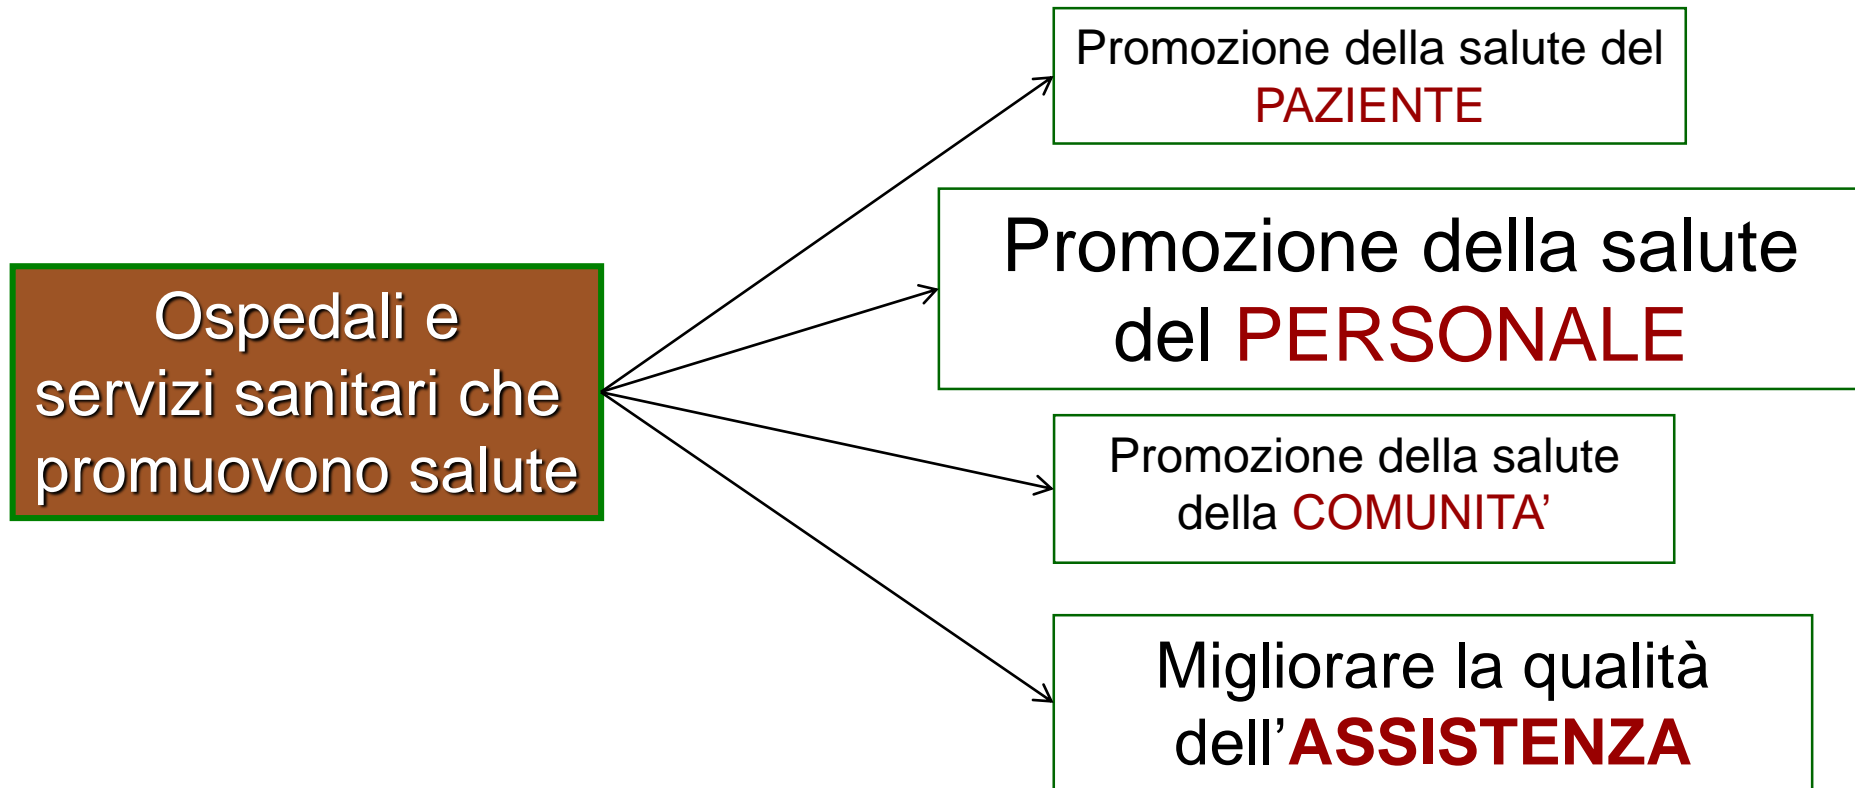 Promozione della salute del
PAZIENTE
Promozione della salute
del PERSONALE
Ospedali e
servizi sanitari che
promuovono salute
Promozione della salute
della COMUNITA’
Migliorare la qualità
dell’ASSISTENZA